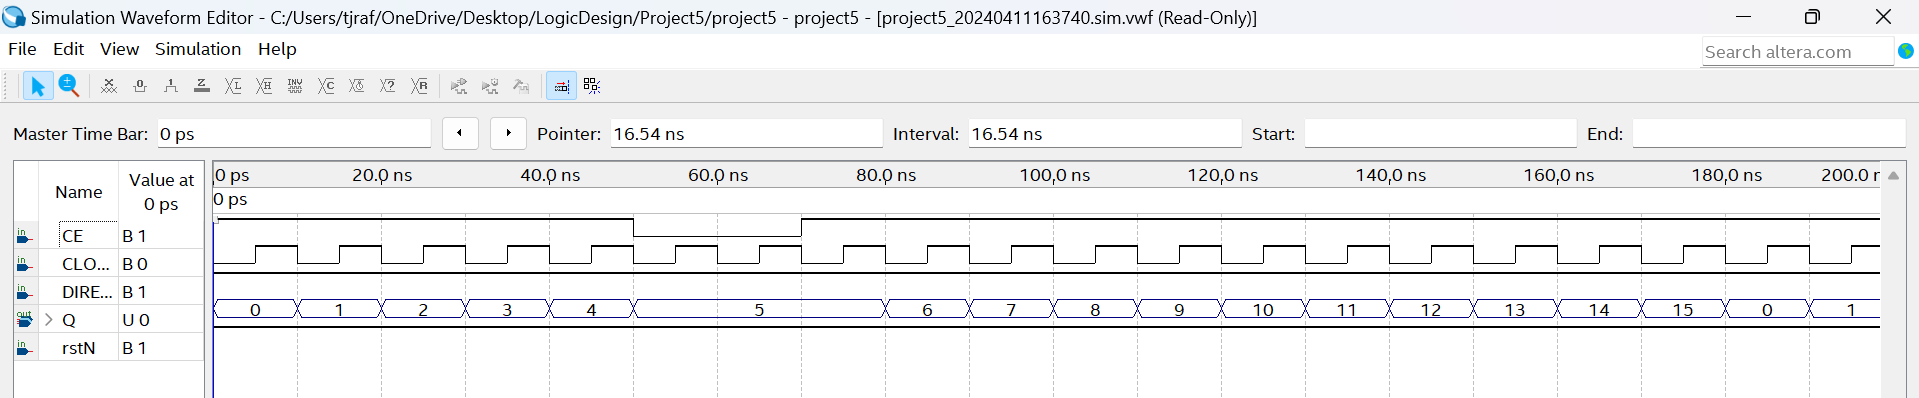 Simulation Waveform Editor - C:/Users/tjraf/OneDrive/Desktop/LogicDesign/Project5/project5 - project5 - [project5_20240411163740.sim.vwf (Read-Only)]
File Edit View Simulation Help
Search altera.com
Master Time Bar: 0 ps Pointer: 16.54 ns Interval: 16.54 ns Start: End:
Name Value at 0 ps
0 ps 20.0 ns 40.0 ns 60.0 ns 80.0 ns 100.0 ns 120.0 ns 140.0 ns 160.0 ns 180.0 ns 200.0 n
0 ps
in CE B 1
in CLO... B 0
in DIRE... B 1
out > Q U 0 0 1 2 3 4 5 6 7 8 9 10 11 12 13 14 15 0 1
in rstN B 1